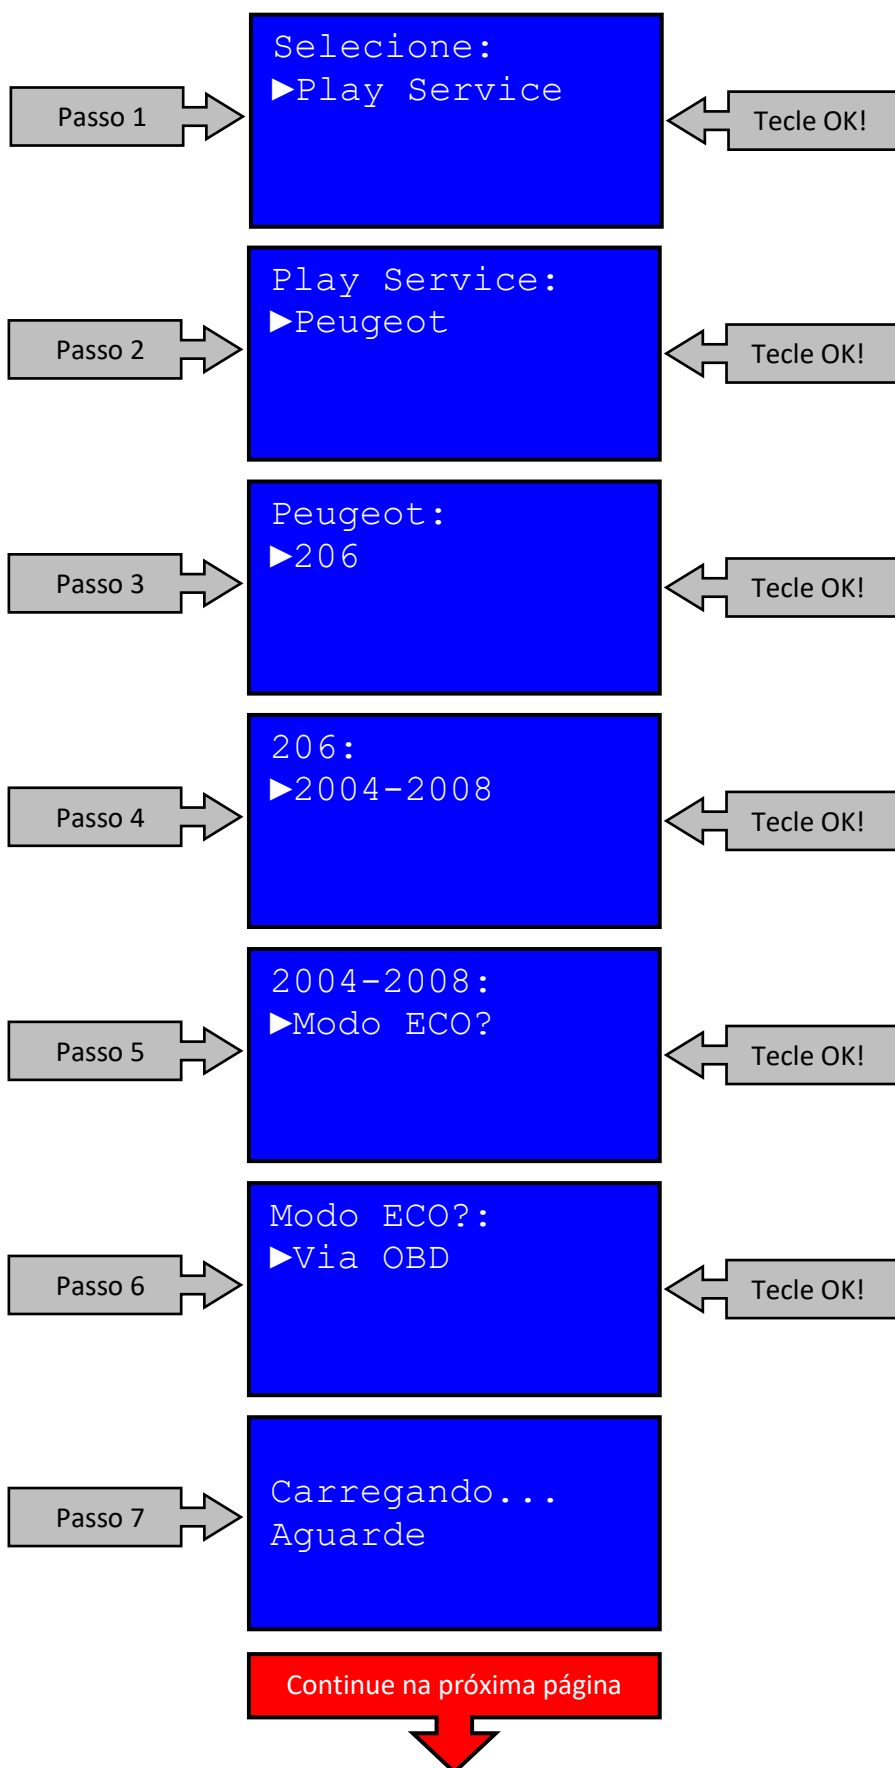 Selecione:
►Play Service
Passo 1
Tecle OK!
Play Service:
►Peugeot
Passo 2
Tecle OK!
Peugeot:
►206
Passo 3
Tecle OK!
206:
►2004-2008
Passo 4
Tecle OK!
2004-2008:
►Modo ECO?
Passo 5
Tecle OK!
Modo ECO?:
►Via OBD
Passo 6
Tecle OK!
Carregando...
Aguarde
Passo 7
Continue na próxima página